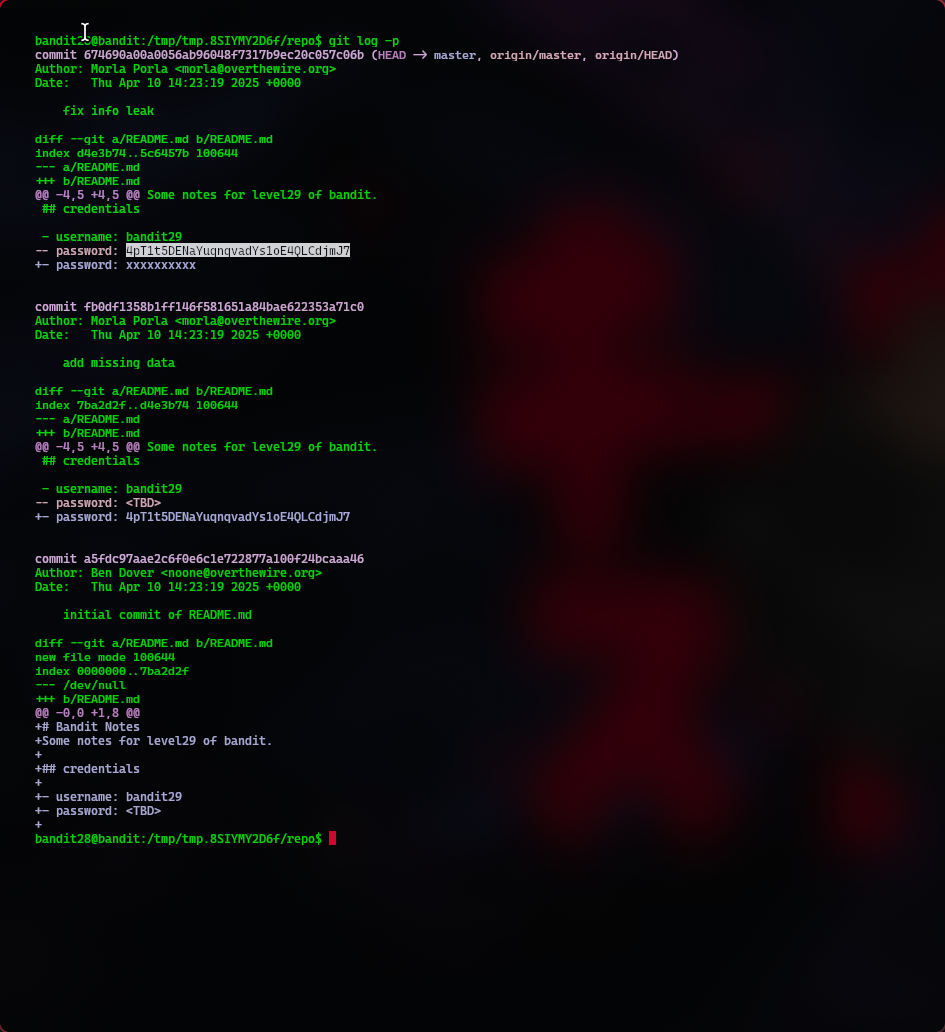 bandit28@bandit:/tmp/tmp.8SIYMY2D6f/repo$ git log -p
commit 674690a00a0056ab96048f7317b9ec20c057c06b (HEAD -> master, origin/master, origin/HEAD)
Author: Morla Porla <morla@overthewire.org>
Date:   Thu Apr 10 14:23:19 2025 +0000

    fix info leak

diff --git a/README.md b/README.md
index d4e3b74..5c6457b 100644
--- a/README.md
+++ b/README.md
@@ -4,5 +4,5 @@ Some notes for level29 of bandit.
 ## credentials

 - username: bandit29
-- password: 4pT1t5DENaYuqnqvadYs1oE4QLCdjmJ7
+- password: xxxxxxxxxx


commit fb0df1358b1ff146f581651a84bae622353a71c0
Author: Morla Porla <morla@overthewire.org>
Date:   Thu Apr 10 14:23:19 2025 +0000

    add missing data

diff --git a/README.md b/README.md
index 7ba2d2f..d4e3b74 100644
--- a/README.md
+++ b/README.md
@@ -4,5 +4,5 @@ Some notes for level29 of bandit.
 ## credentials

 - username: bandit29
-- password: <TBD>
+- password: 4pT1t5DENaYuqnqvadYs1oE4QLCdjmJ7


commit a5fdc97aae2c6f0e6c1e722877a100f24bcaaa46
Author: Ben Dover <noone@overthewire.org>
Date:   Thu Apr 10 14:23:19 2025 +0000

    initial commit of README.md

diff --git a/README.md b/README.md
new file mode 100644
index 0000000..7ba2d2f
--- /dev/null
+++ b/README.md
@@ -0,0 +1,8 @@
+# Bandit Notes
+Some notes for level29 of bandit.
+
+## credentials
+
+- username: bandit29
+- password: <TBD>
+
bandit28@bandit:/tmp/tmp.8SIYMY2D6f/repo$